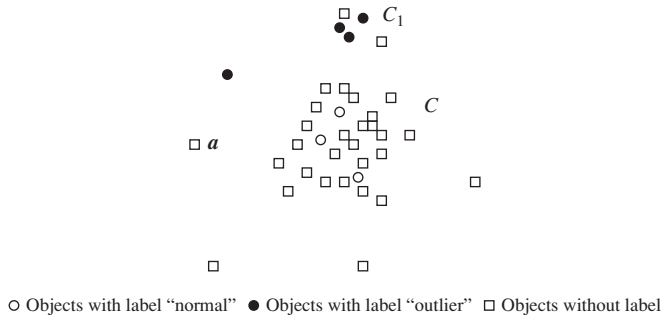 C1
C
a
Objects with label “normal” Objects with label “outlier” Objects without label